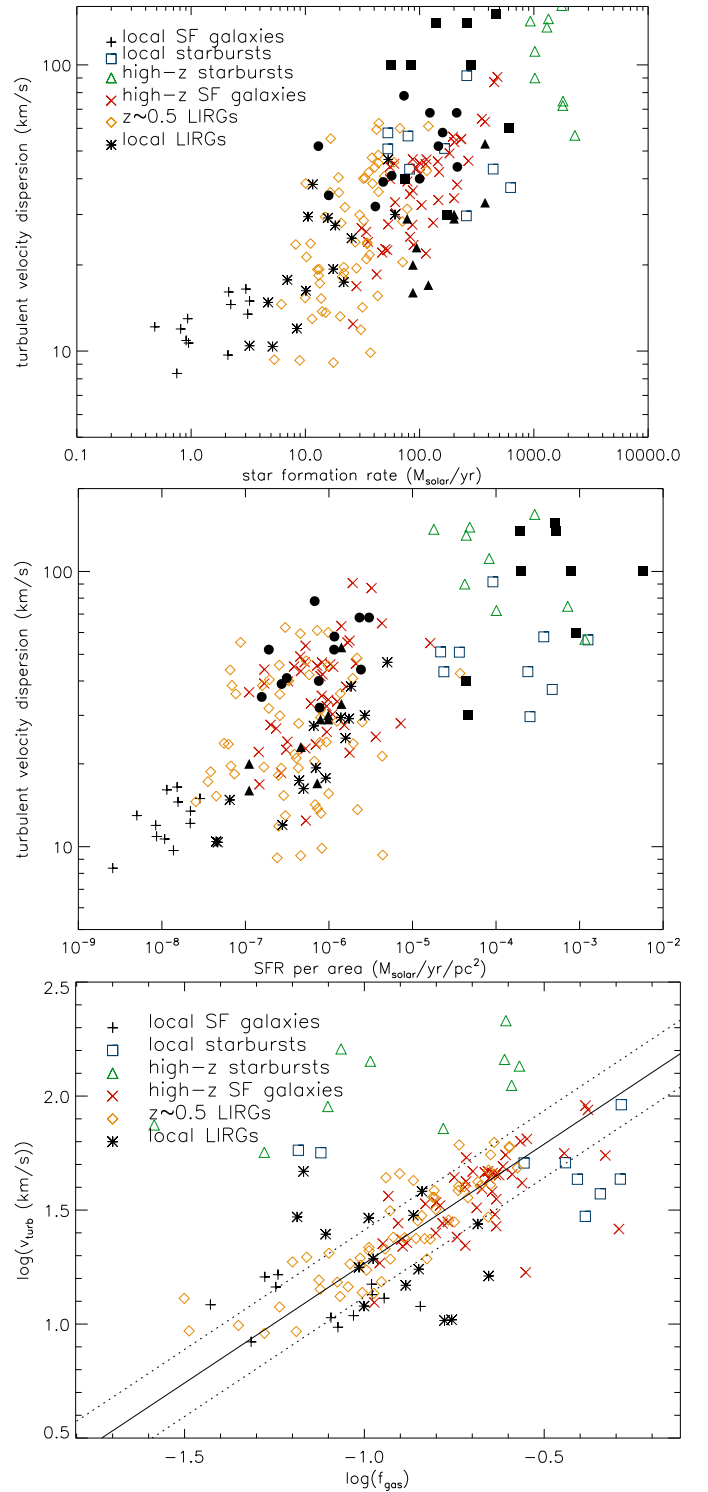 turbulent velocity dispersion (km/s)
100
10
local SF galaxies
local starbursts
high-z starbursts
high-z SF galaxies
z~0.5 LIRGs
local LIRGs
0.1 1.0 10.0 100.0 1000.0 10000.0
star formation rate (M_solar/yr)
turbulent velocity dispersion (km/s)
100
10
10^-9 10^-8 10^-7 10^-6 10^-5 10^-4 10^-3 10^-2
SFR per area (M_solar/yr/pc^2)
log(v_turb (km/s))
2.5
2.0
1.5
1.0
0.5
local SF galaxies
local starbursts
high-z starbursts
high-z SF galaxies
z~0.5 LIRGs
local LIRGs
-1.5 -1.0 -0.5
log(f_gas)